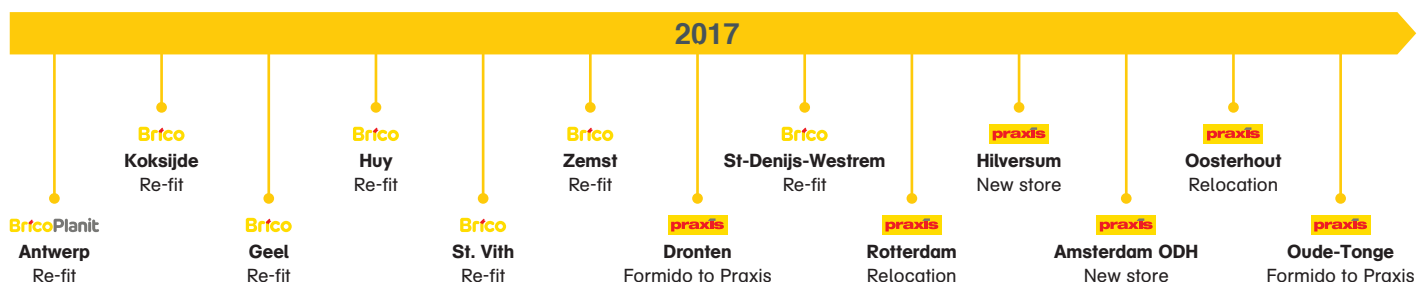 2017
Brico
Koksijde
Re-fit
Brico
Huy
Re-fit
Brico
Zemst
Re-fit
Brico
St-Denijs-Westrem
Re-fit
praxis
Hilversum
New store
praxis
Oosterhout
Relocation
BricoPlanit
Antwerp
Re-fit
Brico
Geel
Re-fit
Brico
St. Vith
Re-fit
praxis
Dronten
Formido to Praxis
praxis
Rotterdam
Relocation
praxis
Amsterdam ODH
New store
praxis
Oude-Tonge
Formido to Praxis